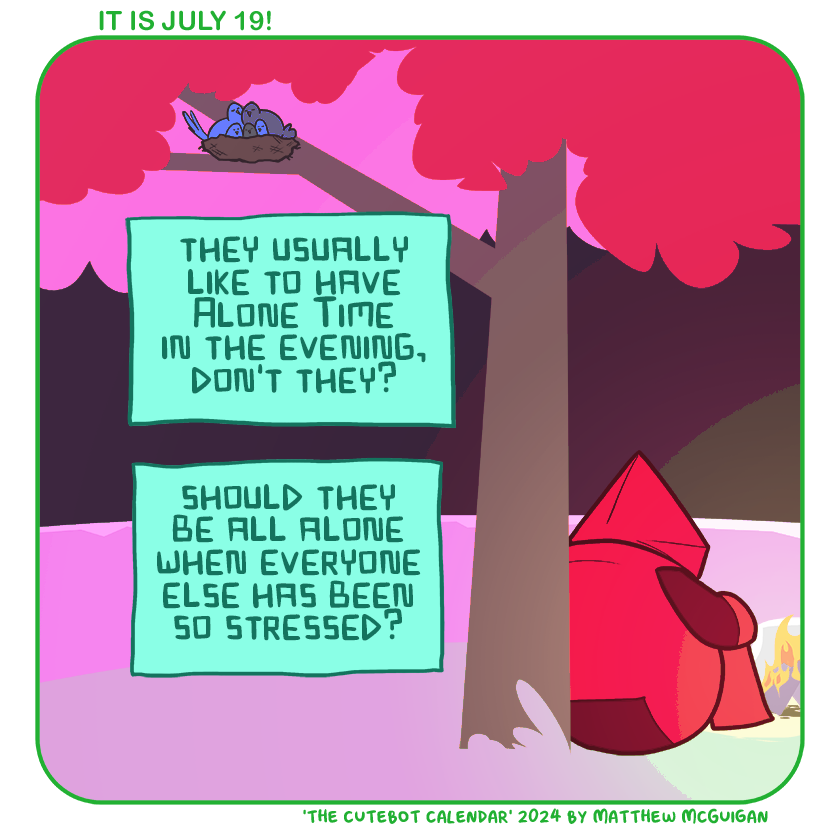 IT IS JULY 19!
THEY USUALLY
LIKE TO HAVE
ALONE TIME
IN THE EVENING,
DON'T THEY?
SHOULD THEY
BE ALL ALONE
WHEN EVERYONE
ELSE HAS BEEN
SO STRESSED?
'THE CUTEBOT CALENDAR' 2024 BY MATTHEW MCGUIGAN